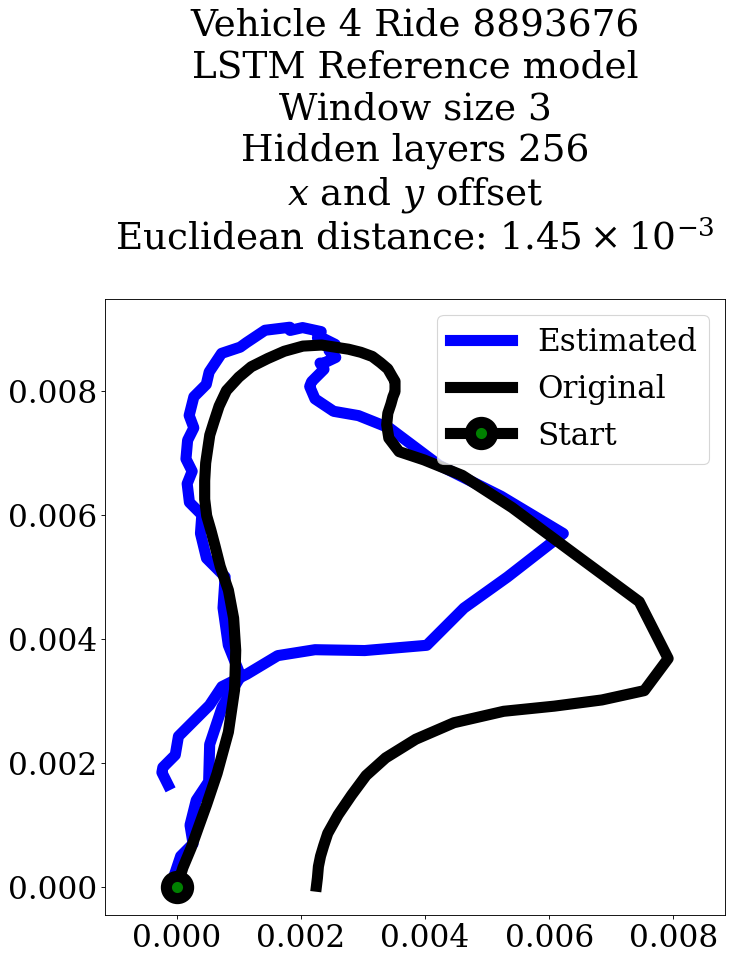 Vehicle 4 Ride 8893676
LSTM Reference model
Window size 3
Hidden layers 256
x and y offset
Euclidean distance: 1.45 × 10⁻³
Estimated
Original
Start
0.008
0.006
0.004
0.002
0.000
0.000 0.002 0.004 0.006 0.008